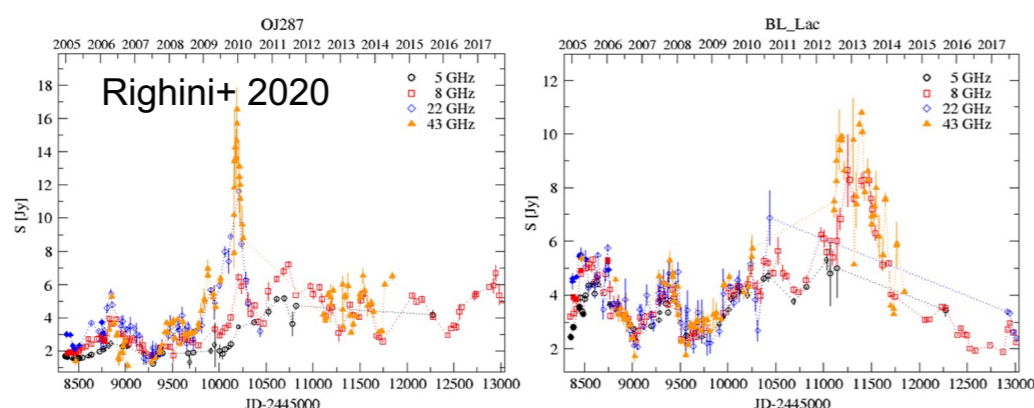 OJ287
2005 2006 2007 2008 2009 2010 2011 2012 2013 2014 2015 2016 2017
Righini+ 2020
5 GHz
8 GHz
22 GHz
43 GHz
18
16
14
12
10
8
6
4
2
S [Jy]
8500 9000 9500 10000 10500 11000 11500 12000 12500 13000
JD-2445000
BL_Lac
2005 2006 2007 2008 2009 2010 2011 2012 2013 2014 2015 2016 2017
5 GHz
8 GHz
22 GHz
43 GHz
12
10
8
6
4
2
S [Jy]
8500 9000 9500 10000 10500 11000 11500 12000 12500 13000
JD-2445000